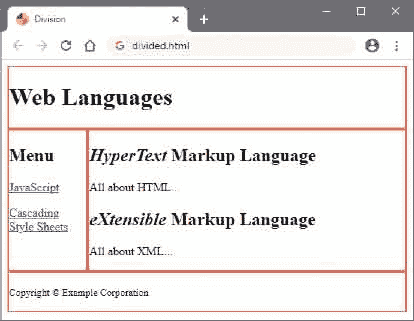 Division
divided.html
Web Languages
Menu
JavaScript
Cascading
Style Sheets
HyperText Markup Language
All about HTML...
eXtensible Markup Language
All about XML...
Copyright © Example Corporation